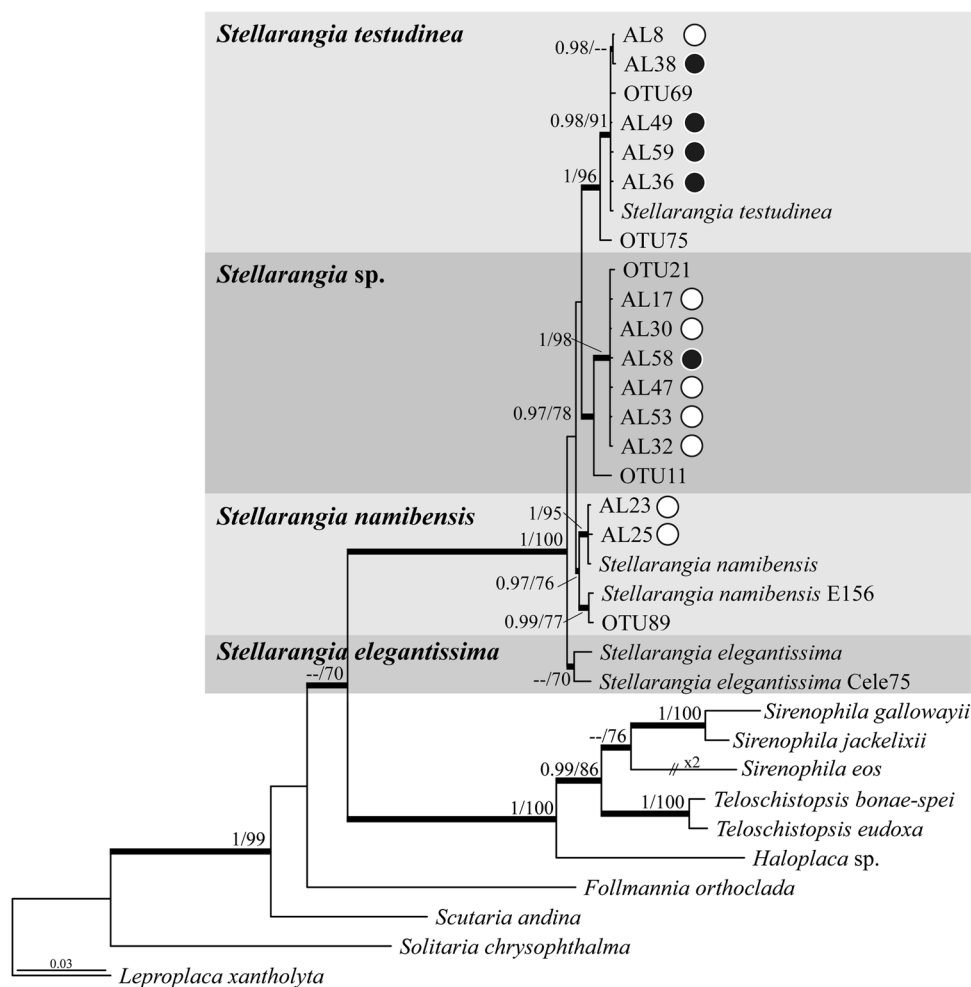 Stellarangia testudinea
AL8
0.98/--
AL38
OTU69
0.98/91
AL49
AL59
1/96
AL36
Stellarangia testudinea
OTU75
Stellarangia sp.
OTU21
AL17
AL30
1/98
AL58
AL47
0.97/78
AL53
AL32
OTU11
Stellarangia namibensis
AL23
1/95
AL25
1/100
Stellarangia namibensis
0.97/76
Stellarangia namibensis E156
0.99/77
OTU89
Stellarangia elegantissima
Stellarangia elegantissima
--/70
--/70
Stellarangia elegantissima Cele75
1/100
Sirenophila gallowayii
--/76
Sirenophila jackelixii
0.99/86
// x2
Sirenophila eos
1/100
1/100
Teloschistopsis bonae-spei
Teloschistopsis eudoxa
1/99
Haloplaca sp.
Follmannia orthoclada
Scutaria andina
Solitaria chrysophthalma
0.03
Leproplaca xantholyta